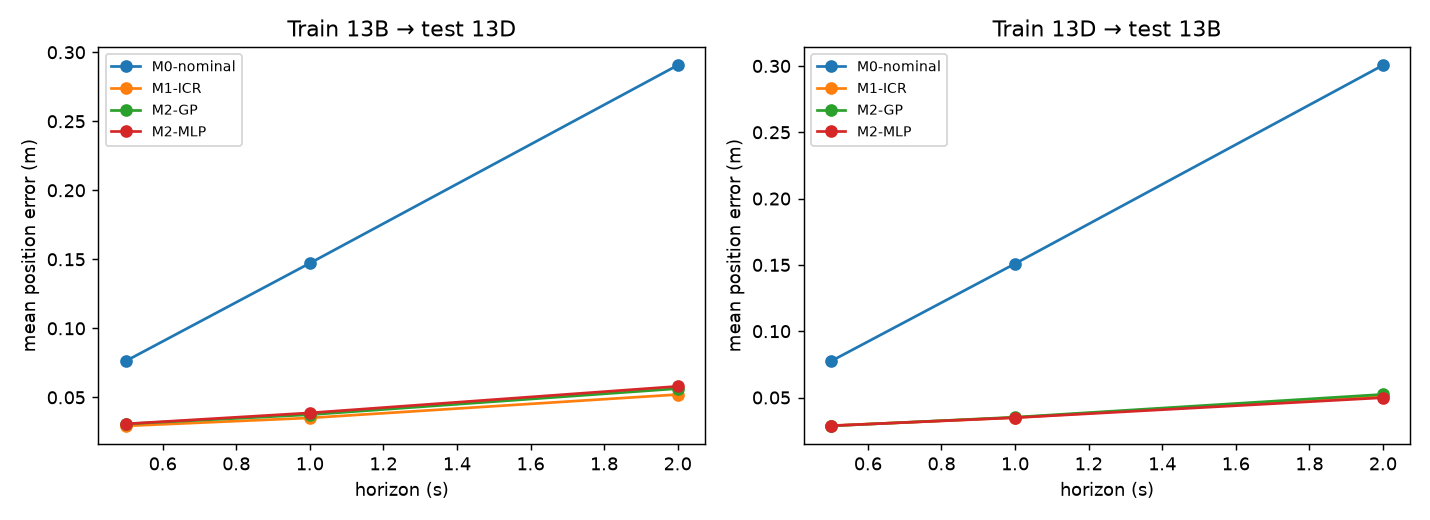 Train 13B → test 13D
mean position error (m)
0.30
0.25
0.20
0.15
0.10
0.05
M0-nominal
M1-ICR
M2-GP
M2-MLP
0.6 0.8 1.0 1.2 1.4 1.6 1.8 2.0
horizon (s)
Train 13D → test 13B
mean position error (m)
0.30
0.25
0.20
0.15
0.10
0.05
M0-nominal
M1-ICR
M2-GP
M2-MLP
0.6 0.8 1.0 1.2 1.4 1.6 1.8 2.0
horizon (s)